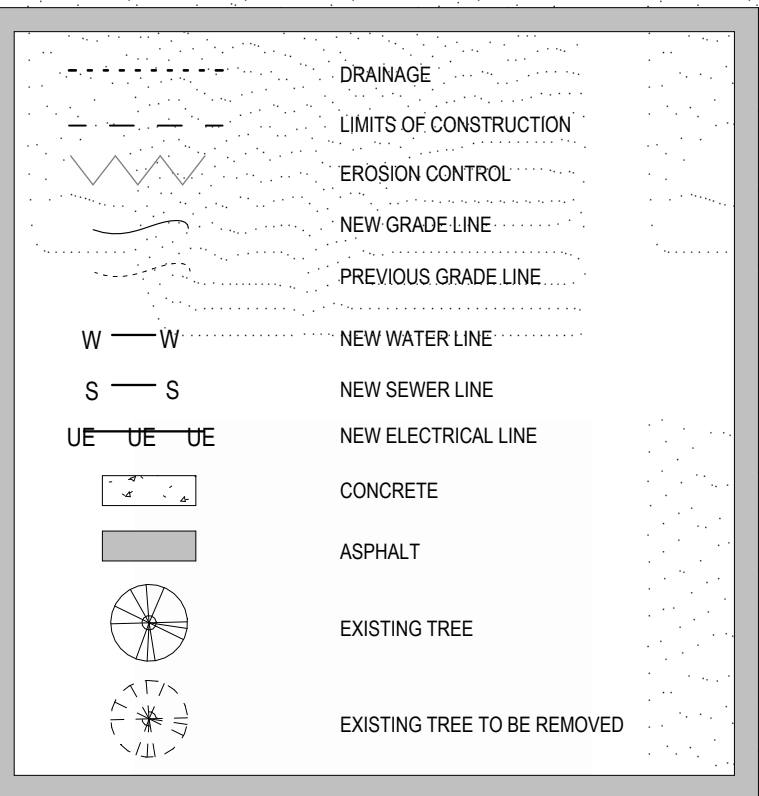 DRAINAGE
LIMITS OF CONSTRUCTION
EROSION CONTROL
NEW GRADE LINE
PREVIOUS GRADE LINE
W W NEW WATER LINE
S S NEW SEWER LINE
UE UE UE NEW ELECTRICAL LINE
CONCRETE
ASPHALT
EXISTING TREE
EXISTING TREE TO BE REMOVED